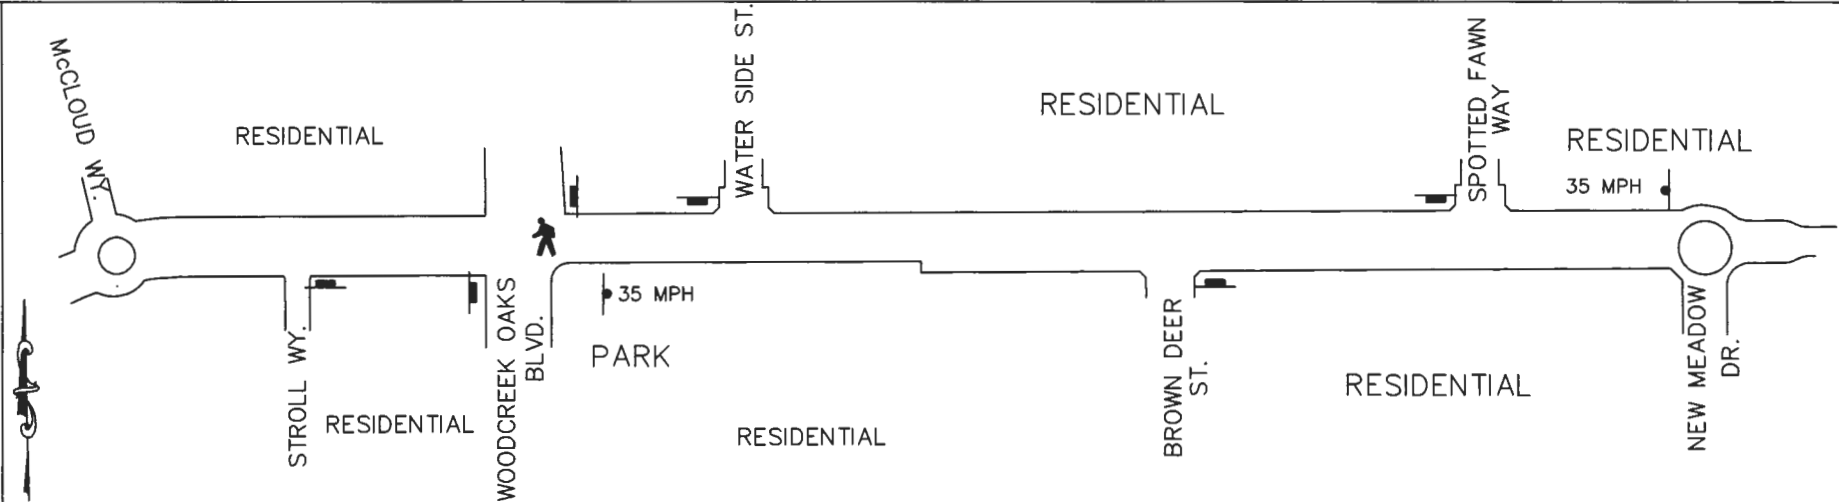 McCLOUD WY.
RESIDENTIAL
WATER SIDE ST.
RESIDENTIAL
SPOTTED FAWN
WAY
RESIDENTIAL
35 MPH
35 MPH
STROLL WY.
RESIDENTIAL
WOODCREEK OAKS
BLVD.
PARK
RESIDENTIAL
BROWN DEER
ST.
RESIDENTIAL
NEW MEADOW
DR.